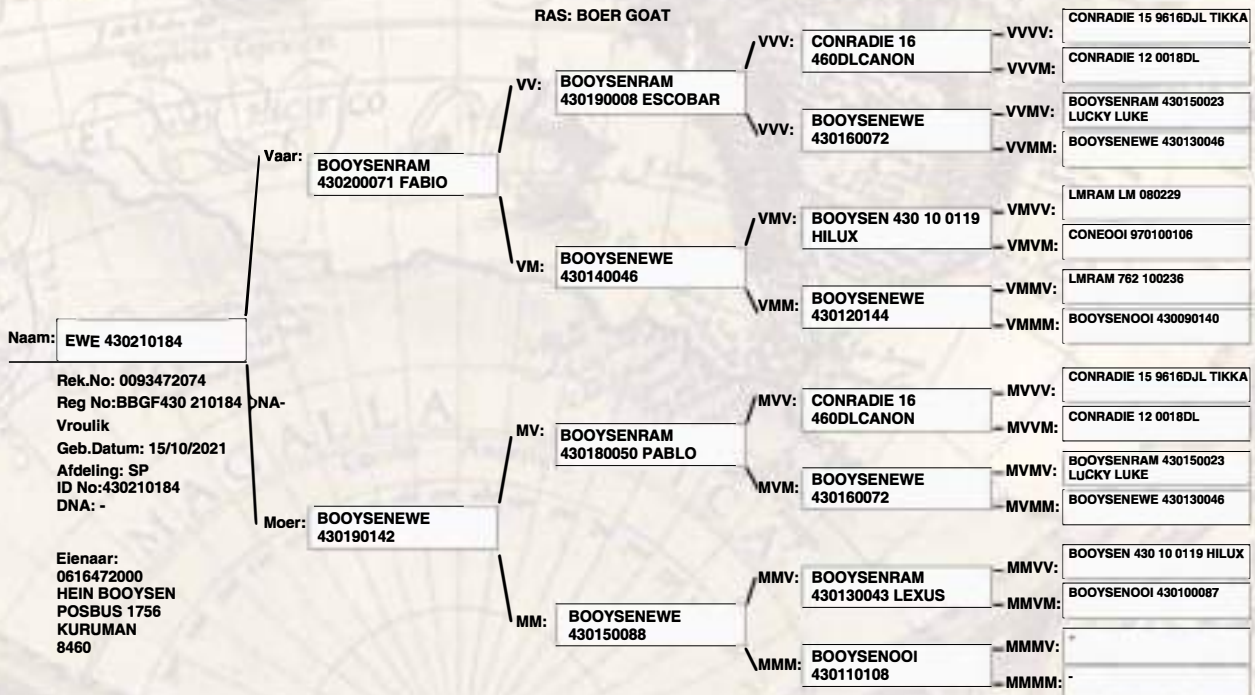 RAS: BOER GOAT
Naam: EWE 430210184
Rek.No: 0093472074
Reg No:BBGF430 210184 DNA-
Vroulik
Geb.Datum: 15/10/2021
Afdeling: SP
ID No:430210184
DNA: -
Eienaar:
0616472000
HEIN BOOYSEN
POSBUS 1756
KURUMAN
8460
Vaar: BOOYSENRAM
430200071 FABIO
Moer: BOOYSENEWE
430190142
VV: BOOYSENRAM
430190008 ESCOBAR
VM: BOOYSENEWE
430140046
MV: BOOYSENRAM
430180050 PABLO
MM: BOOYSENEWE
430150088
VVV: CONRADIE 16
460DLCANON
VVV: BOOYSENEWE
430160072
VMV: BOOYSEN 430 10 0119
HILUX
VMM: BOOYSENEWE
430120144
MVV: CONRADIE 16
460DLCANON
MVM: BOOYSENEWE
430160072
MMV: BOOYSENRAM
430130043 LEXUS
MMM: BOOYSENOOI
430110108
VVVV: CONRADIE 15 9616DJL TIKKA
VVVM: CONRADIE 12 0018DL
VVMV: BOOYSENRAM 430150023
LUCKY LUKE
VVMM: BOOYSENEWE 430130046
VMVV: LMRAM LM 080229
VMVM: CONEOOI 970100106
VMMV: LMRAM 762 100236
VMMM: BOOYSENOOI 430090140
MVVV: CONRADIE 15 9616DJL TIKKA
MVVM: CONRADIE 12 0018DL
MVMV: BOOYSENRAM 430150023
LUCKY LUKE
MVMM: BOOYSENEWE 430130046
MMVV: BOOYSEN 430 10 0119 HILUX
MMVM: BOOYSENOOI 430100087
MMMV: -
MMMM: -